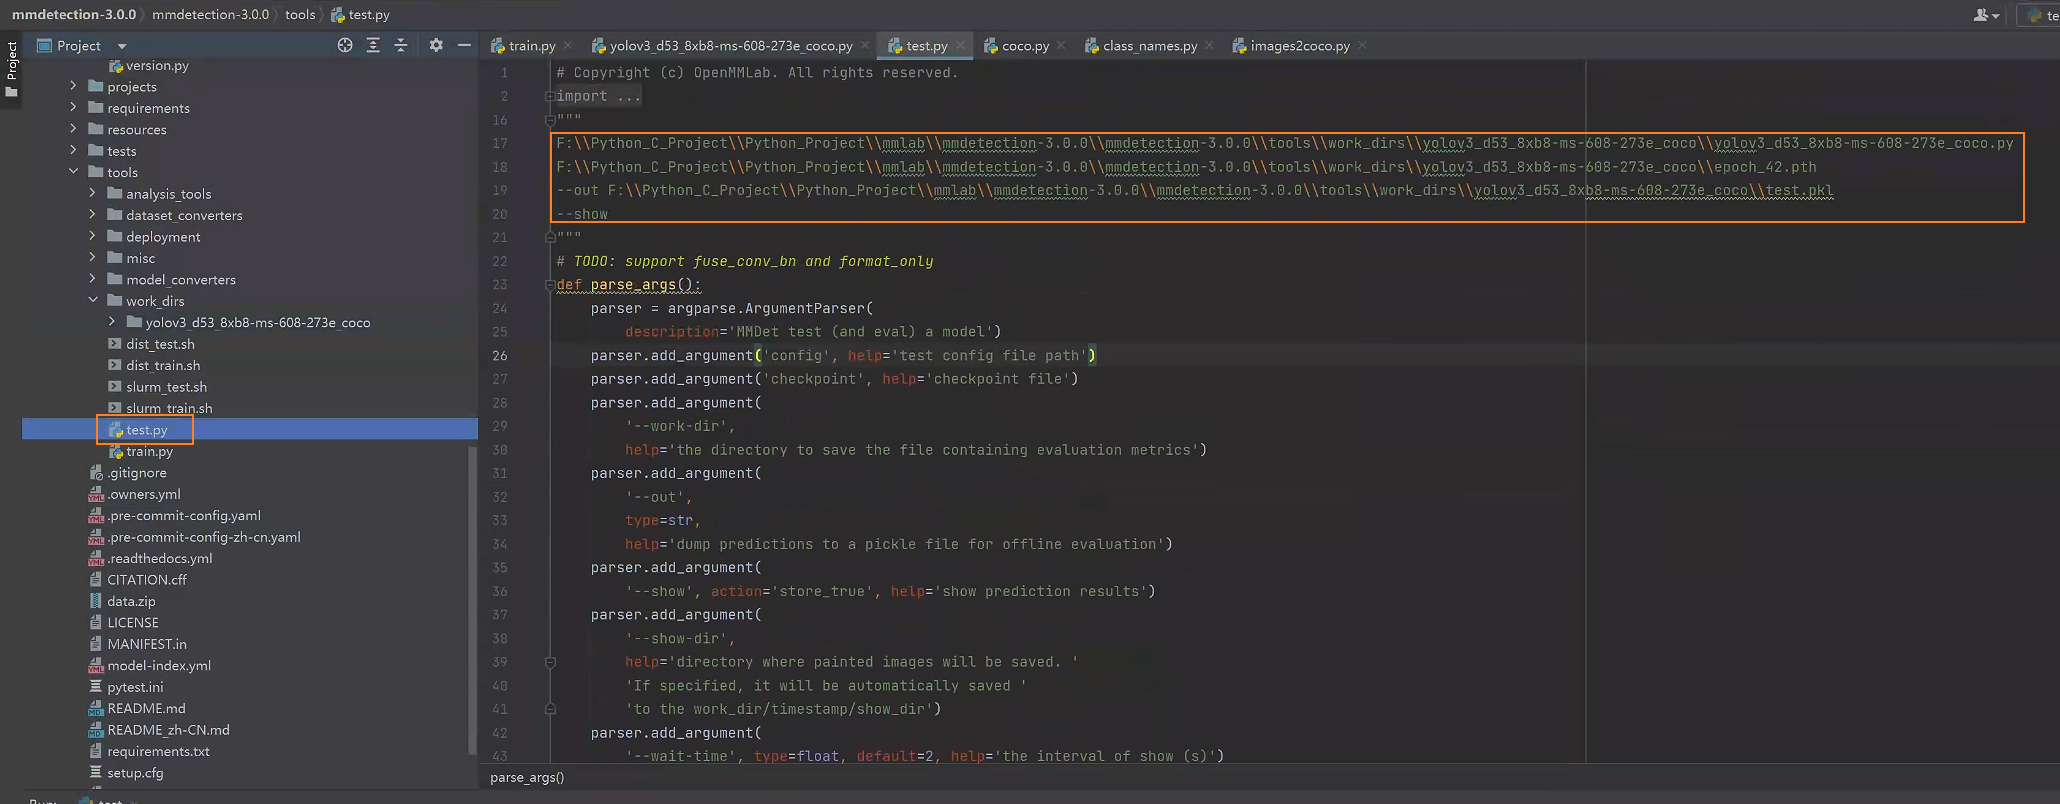 mmdetection-3.0.0 mmdetection-3.0.0 tools test.py
te
Project
Project
version.py
projects
requirements
resources
tests
tools
analysis_tools
dataset_converters
deployment
misc
model_converters
work_dirs
yolov3_d53_8xb8-ms-608-273e_coco
dist_test.sh
dist_train.sh
slurm_test.sh
slurm_train.sh
test.py
train.py
.gitignore
.owners.yml
.pre-commit-config.yaml
.pre-commit-config-zh-cn.yaml
.readthedocs.yml
CITATION.cff
data.zip
LICENSE
MANIFEST.in
model-index.yml
pytest.ini
README.md
README_zh-CN.md
requirements.txt
setup.cfg
train.py yolov3_d53_8xb8-ms-608-273e_coco.py test.py coco.py class_names.py images2coco.py
1 # Copyright (c) OpenMMLab. All rights reserved.
2 import ...
16 """
17 F:\\Python_C_Project\\Python_Project\\mmlab\\mmdetection-3.0.0\\mmdetection-3.0.0\\tools\\work_dirs\\yolov3_d53_8xb8-ms-608-273e_coco\\yolov3_d53_8xb8-ms-608-273e_coco.py
18 F:\\Python_C_Project\\Python_Project\\mmlab\\mmdetection-3.0.0\\mmdetection-3.0.0\\tools\\work_dirs\\yolov3_d53_8xb8-ms-608-273e_coco\\epoch_42.pth
19 --out F:\\Python_C_Project\\Python_Project\\mmlab\\mmdetection-3.0.0\\mmdetection-3.0.0\\tools\\work_dirs\\yolov3_d53_8xb8-ms-608-273e_coco\\test.pkl
20 --show
21 """
22 # TODO: support fuse_conv_bn and format_only
23 def parse_args():
24 parser = argparse.ArgumentParser(
25 description='MMDet test (and eval) a model')
26 parser.add_argument('config', help='test config file path')
27 parser.add_argument('checkpoint', help='checkpoint file')
28 parser.add_argument(
29 '--work-dir',
30 help='the directory to save the file containing evaluation metrics')
31 parser.add_argument(
32 '--out',
33 type=str,
34 help='dump predictions to a pickle file for offline evaluation')
35 parser.add_argument(
36 '--show', action='store_true', help='show prediction results')
37 parser.add_argument(
38 '--show-dir',
39 help='directory where painted images will be saved. '
40 'If specified, it will be automatically saved '
41 'to the work_dir/timestamp/show_dir')
42 parser.add_argument(
43 '--wait-time', type=float, default=2, help='the interval of show (s)')
parse_args()
Run: test